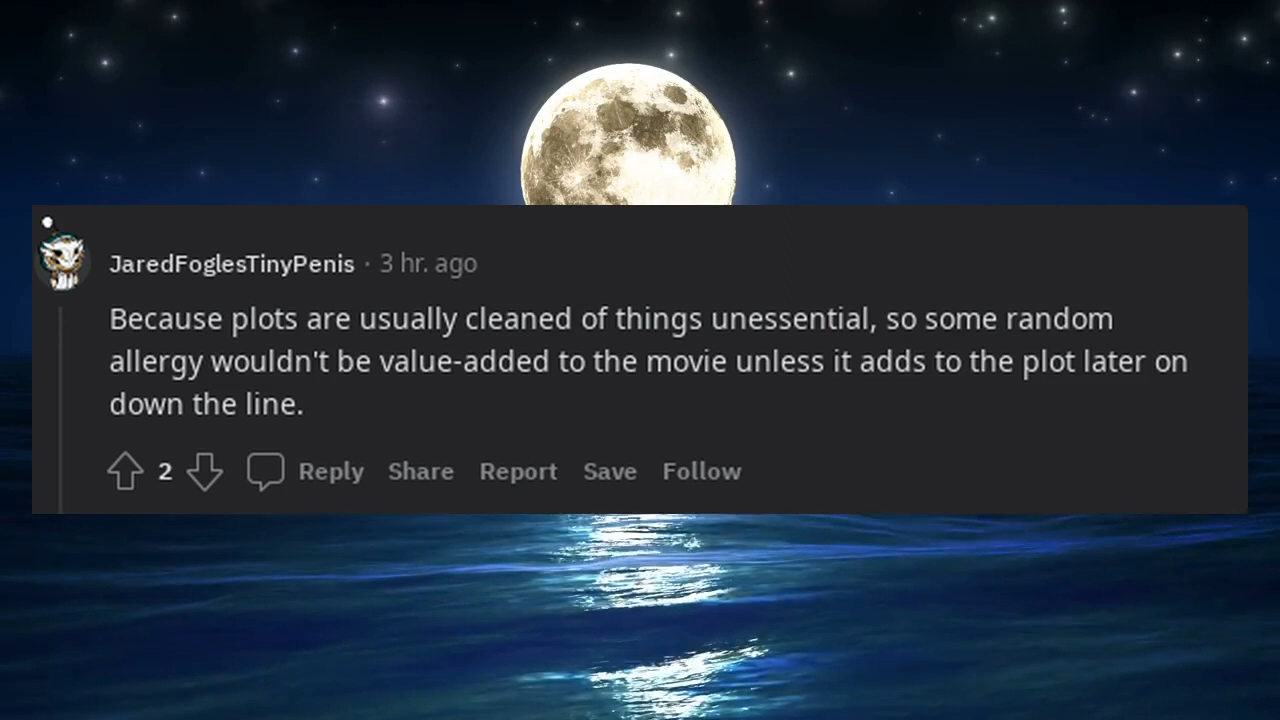 JaredFoglesTinyPenis · 3 hr. ago
Because plots are usually cleaned of things unessential, so some random
allergy wouldn't be value-added to the movie unless it adds to the plot later on
down the line.
2 Reply Share Report Save Follow